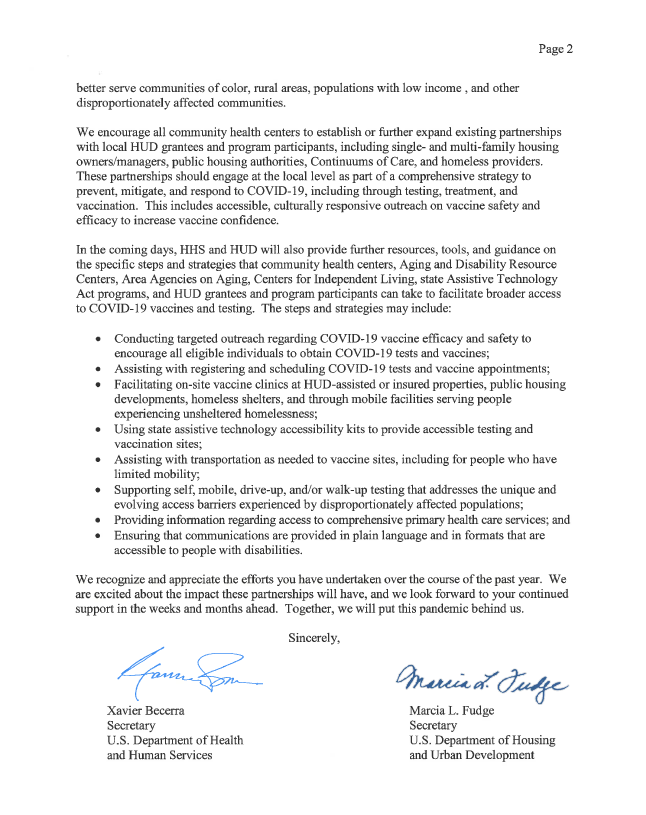 Page 2
better serve communities of color, rural areas, populations with low income , and other
disproportionately affected communities.
We encourage all community health centers to establish or further expand existing partnerships
with local HUD grantees and program participants, including single- and multi-family housing
owners/managers, public housing authorities, Continuums of Care, and homeless providers.
These partnerships should engage at the local level as part of a comprehensive strategy to
prevent, mitigate, and respond to COVID-19, including through testing, treatment, and
vaccination.  This includes accessible, culturally responsive outreach on vaccine safety and
efficacy to increase vaccine confidence.
In the coming days, HHS and HUD will also provide further resources, tools, and guidance on
the specific steps and strategies that community health centers, Aging and Disability Resource
Centers, Area Agencies on Aging, Centers for Independent Living, state Assistive Technology
Act programs, and HUD grantees and program participants can take to facilitate broader access
to COVID-19 vaccines and testing.  The steps and strategies may include:
• Conducting targeted outreach regarding COVID-19 vaccine efficacy and safety to
encourage all eligible individuals to obtain COVID-19 tests and vaccines;
• Assisting with registering and scheduling COVID-19 tests and vaccine appointments;
• Facilitating on-site vaccine clinics at HUD-assisted or insured properties, public housing
developments, homeless shelters, and through mobile facilities serving people
experiencing unsheltered homelessness;
• Using state assistive technology accessibility kits to provide accessible testing and
vaccination sites;
• Assisting with transportation as needed to vaccine sites, including for people who have
limited mobility;
• Supporting self, mobile, drive-up, and/or walk-up testing that addresses the unique and
evolving access barriers experienced by disproportionately affected populations;
• Providing information regarding access to comprehensive primary health care services; and
• Ensuring that communications are provided in plain language and in formats that are
accessible to people with disabilities.
We recognize and appreciate the efforts you have undertaken over the course of the past year.  We
are excited about the impact these partnerships will have, and we look forward to your continued
support in the weeks and months ahead.  Together, we will put this pandemic behind us.
Sincerely,
Marcia L. Fudge
Xavier Becerra
Secretary
U.S. Department of Health
and Human Services
Marcia L. Fudge
Secretary
U.S. Department of Housing
and Urban Development